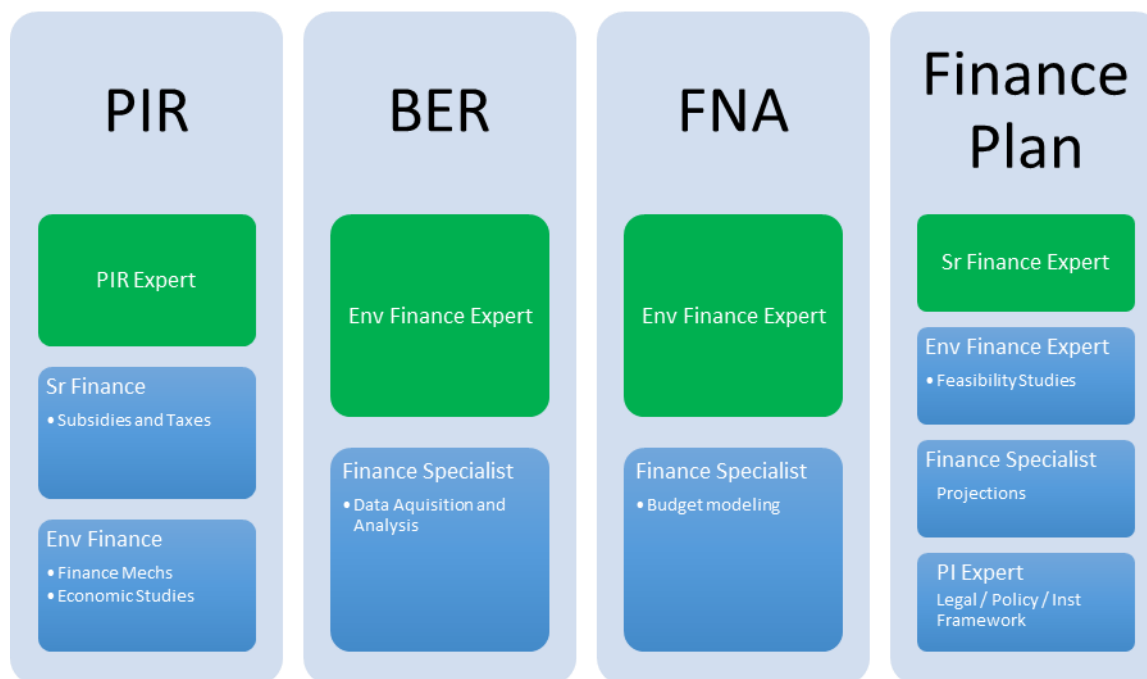 PIR
PIR Expert
Sr Finance
• Subsidies and Taxes
Env Finance
• Finance Mechs
• Economic Studies
BER
Env Finance Expert
Finance Specialist
• Data Aquisition and
Analysis
FNA
Env Finance Expert
Finance Specialist
• Budget modeling
Finance
Plan
Sr Finance Expert
Env Finance Expert
• Feasibility Studies
Finance Specialist
Projections
PI Expert
Legal / Policy / Inst
Framework